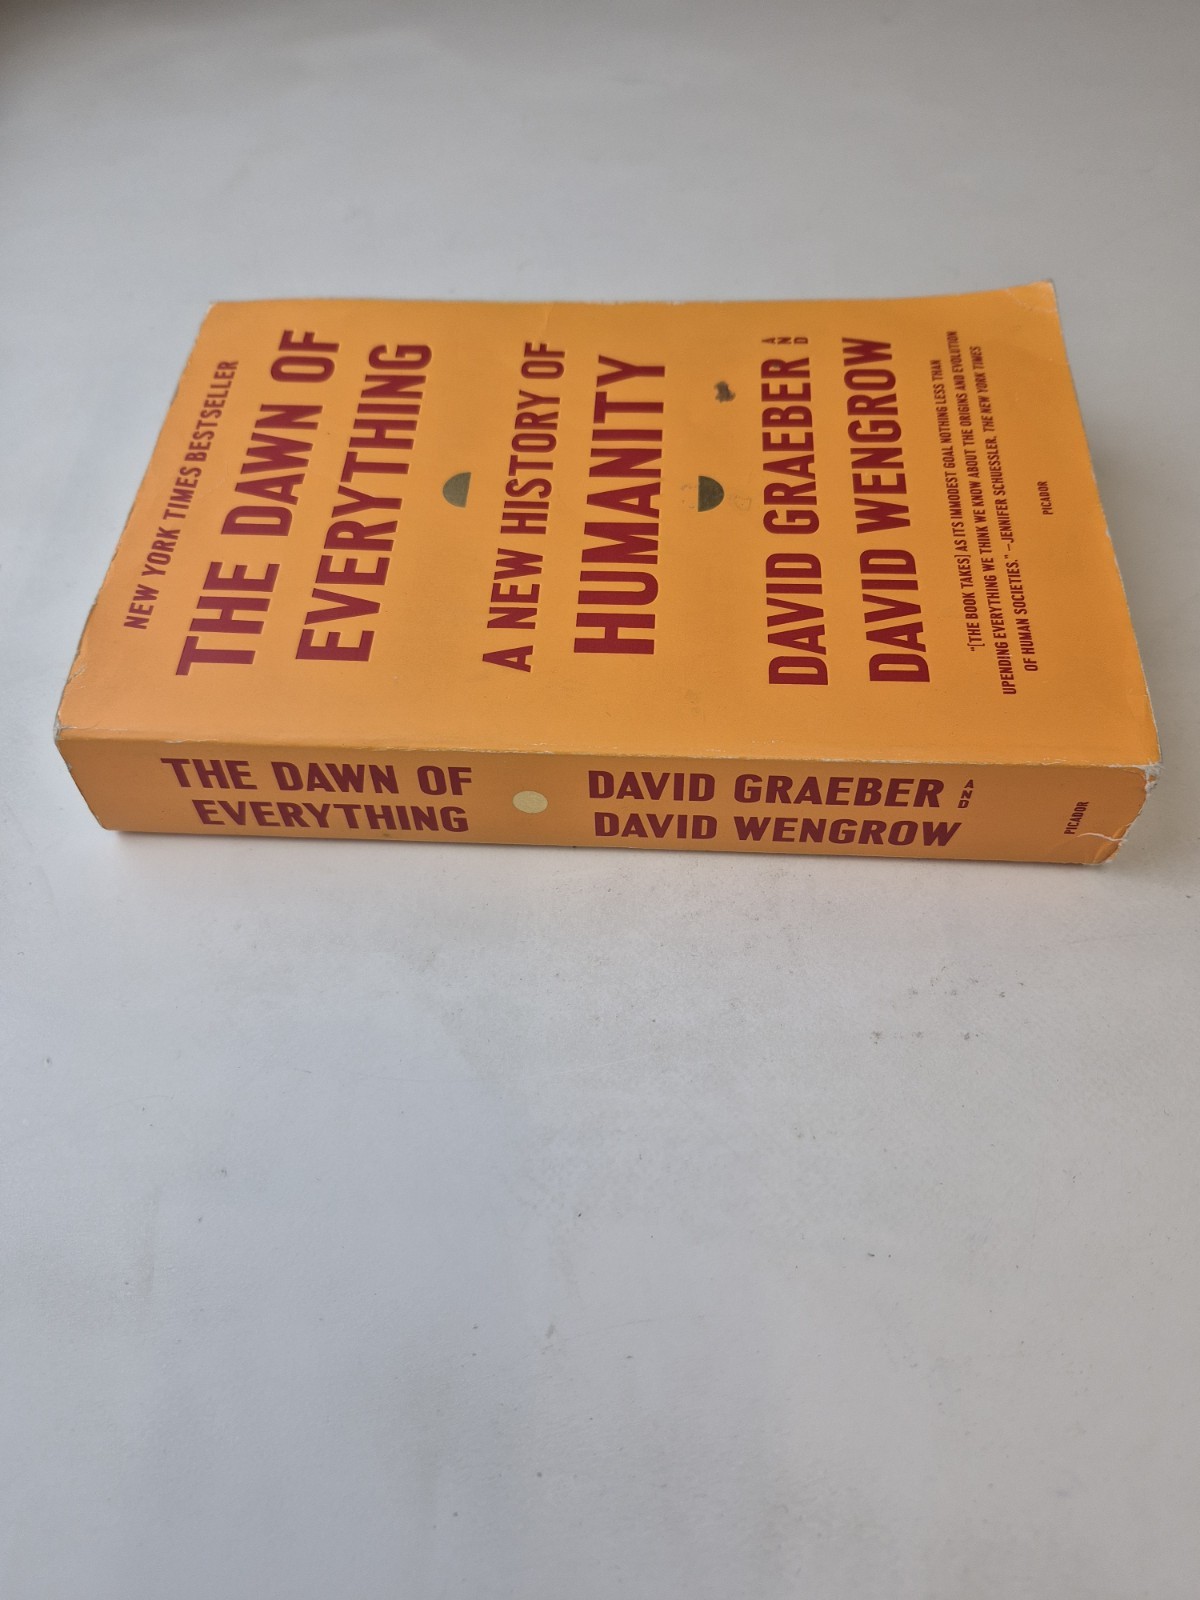 NEW YORK TIMES BESTSELLER
THE DAWN OF
EVERYTHING
A NEW HISTORY OF
HUMANITY
DAVID GRAEBER AND
DAVID WENGROW
"[THE BOOK TAKES] AS ITS IMMODEST GOAL NOTHING LESS THAN
UPENDING EVERYTHING WE THINK WE KNOW ABOUT THE ORIGINS AND EVOLUTION
OF HUMAN SOCIETIES." —JENNIFER SCHUESSLER, THE NEW YORK TIMES
PICADOR
THE DAWN OF
EVERYTHING
DAVID GRAEBER AND
DAVID WENGROW
PICADOR